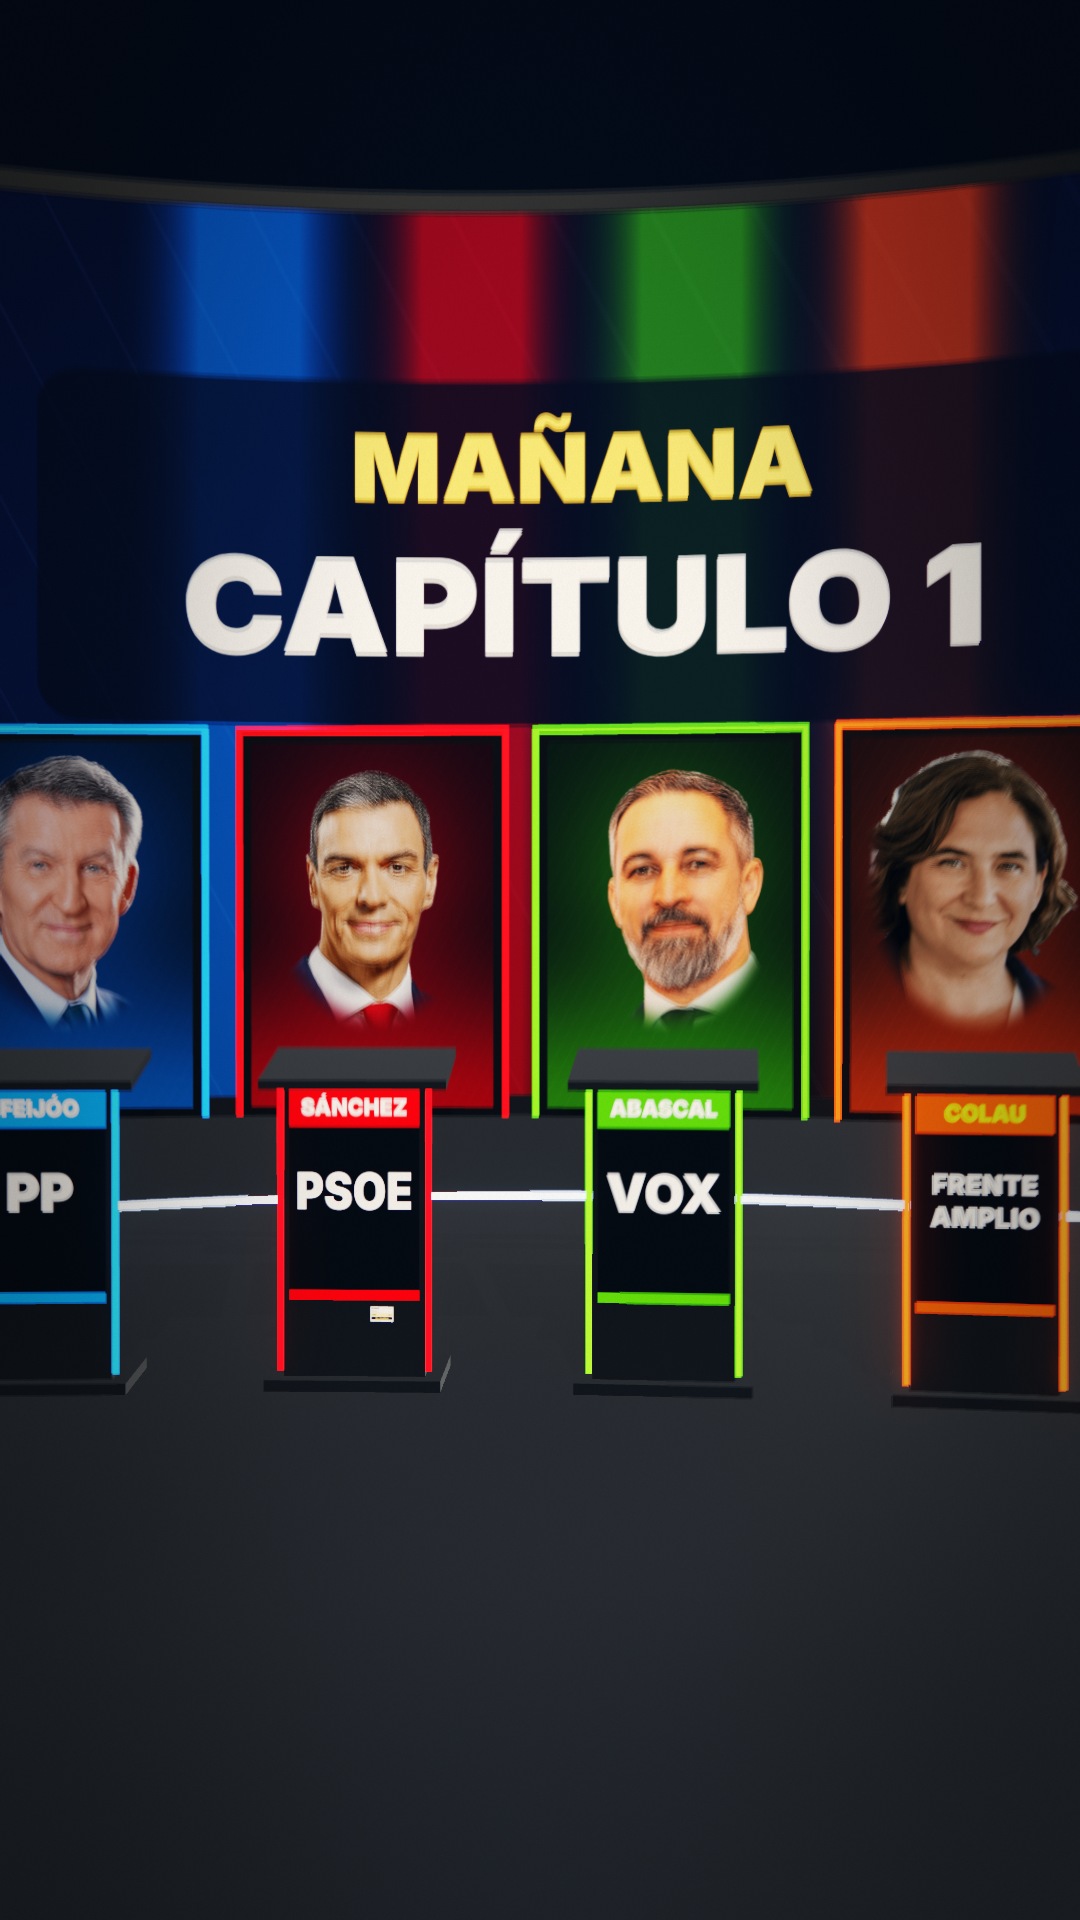 MAÑANA
CAPÍTULO 1
FEIJÓO
PP
SÁNCHEZ
PSOE
ABASCAL
VOX
COLAU
FRENTE
AMPLIO